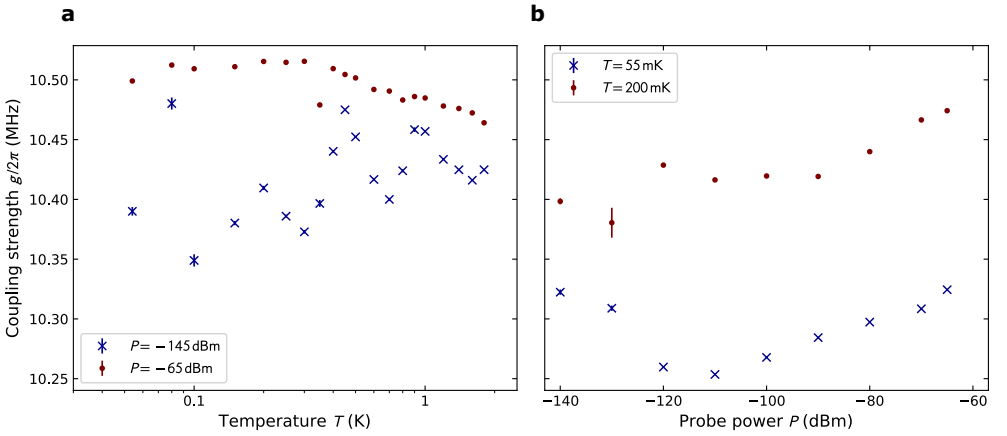 a
b
10.50
10.45
10.40
10.35
10.30
10.25
Coupling strength g/2π (MHz)
P = −145 dBm
P = −65 dBm
0.1
1
Temperature T (K)
T = 55 mK
T = 200 mK
−140
−120
−100
−80
−60
Probe power P (dBm)